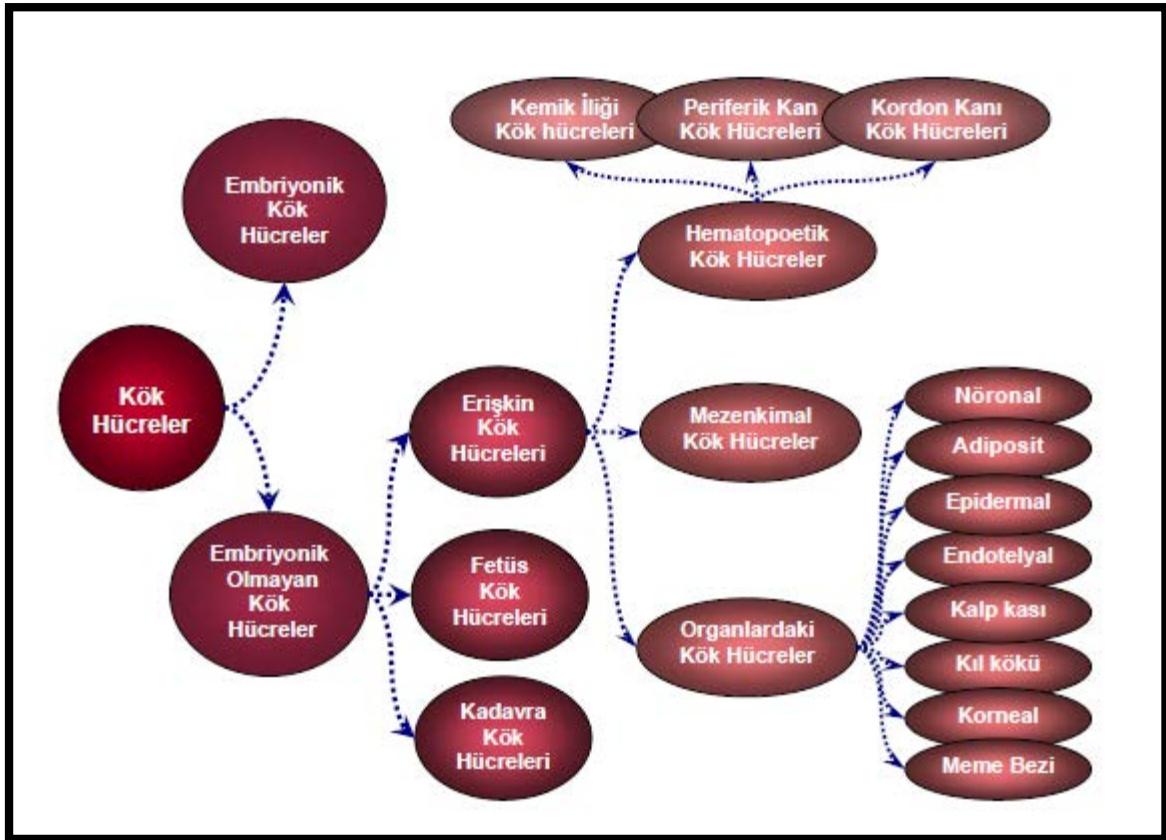 Kök
Hücreler
Embriyonik
Kök
Hücreler
Embriyonik
Olmayan
Kök
Hücreler
Erişkin
Kök
Hücreleri
Fetüs
Kök
Hücreleri
Kadavra
Kök
Hücreleri
Hematopoetik
Kök Hücreler
Kemik İliği
Kök hücreleri
Periferik Kan
Kök Hücreleri
Kordon Kanı
Kök Hücreleri
Mezenkimal
Kök Hücreler
Organlardaki
Kök Hücreler
Nöronal
Adiposit
Epidermal
Endotelyal
Kalp kası
Kıl kökü
Korneal
Meme Bezi